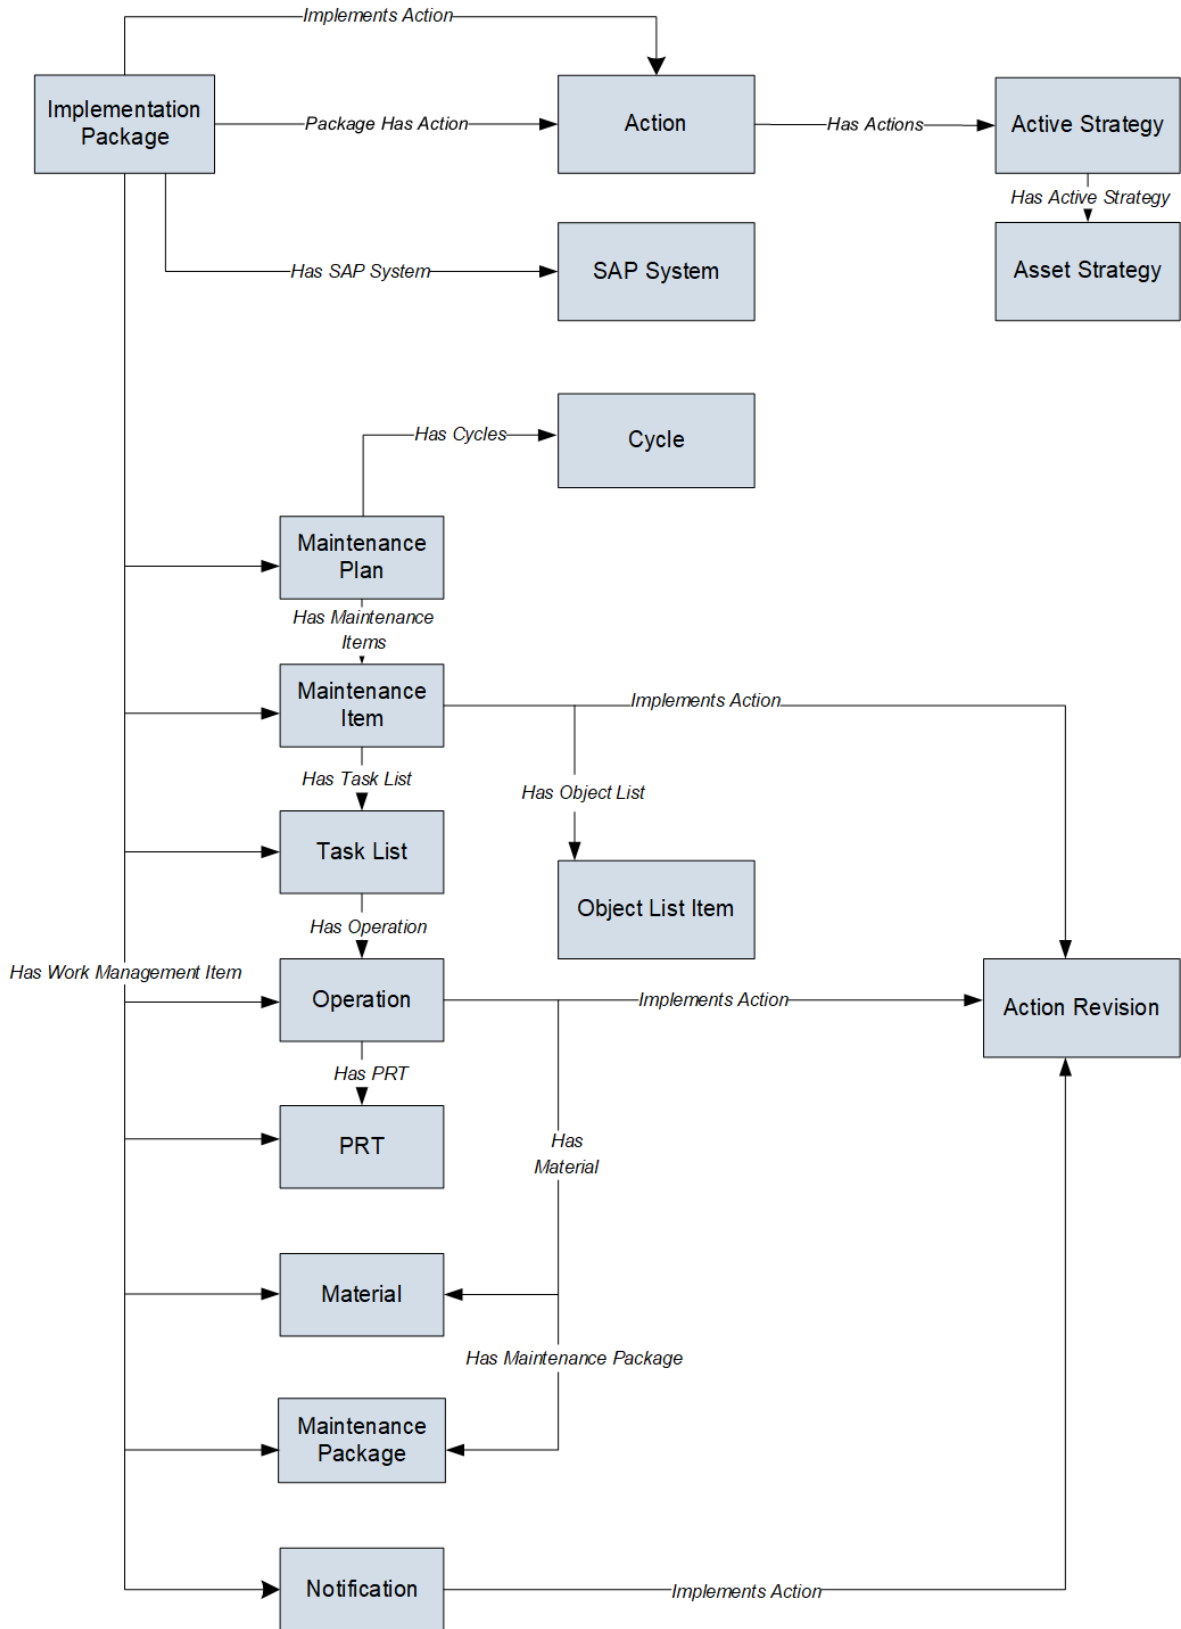 Implements Action
Implementation
Package
Package Has Action
Action
Has Actions
Active Strategy
Has Active Strategy
Has SAP System
SAP System
Asset Strategy
Has Cycles
Cycle
Maintenance
Plan
Has Maintenance
Items
Maintenance
Item
Implements Action
Has Task List
Has Object List
Task List
Object List Item
Has Operation
Has Work Management Item
Operation
Implements Action
Action Revision
Has PRT
PRT
Has
Material
Material
Has Maintenance Package
Maintenance
Package
Notification
Implements Action